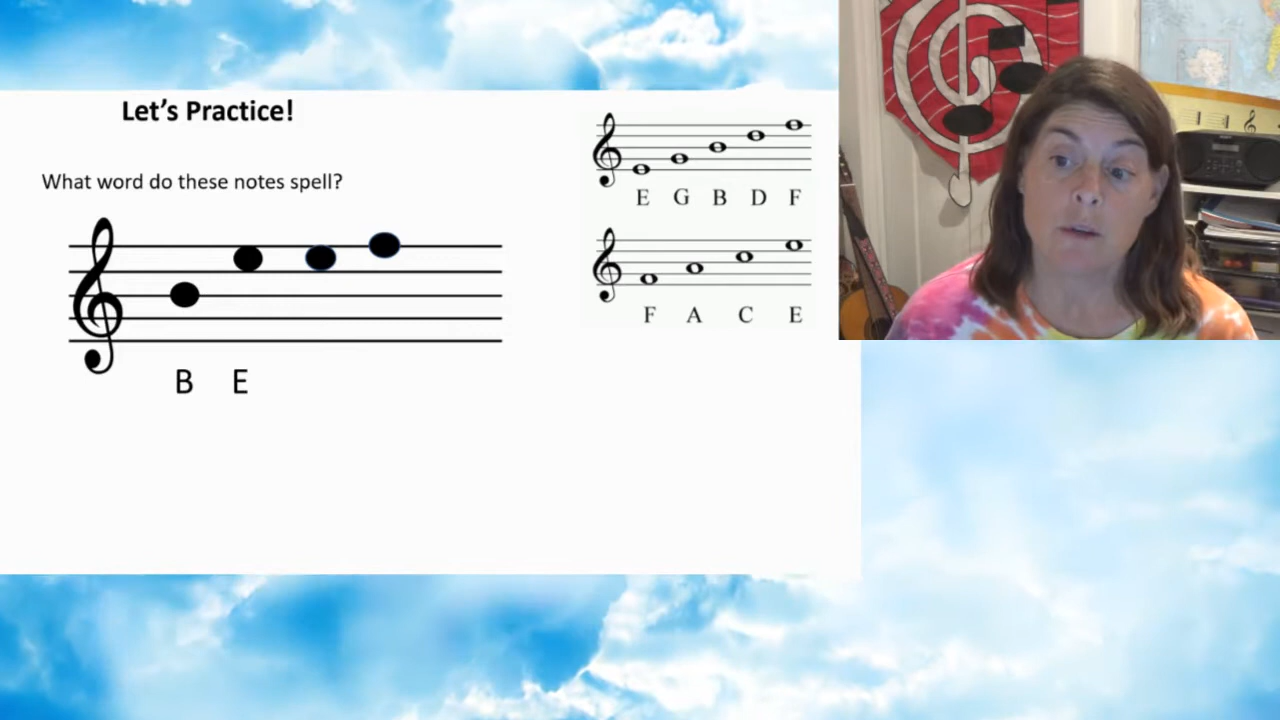 Let's Practice!
What word do these notes spell?
B E
E G B D F
F A C E